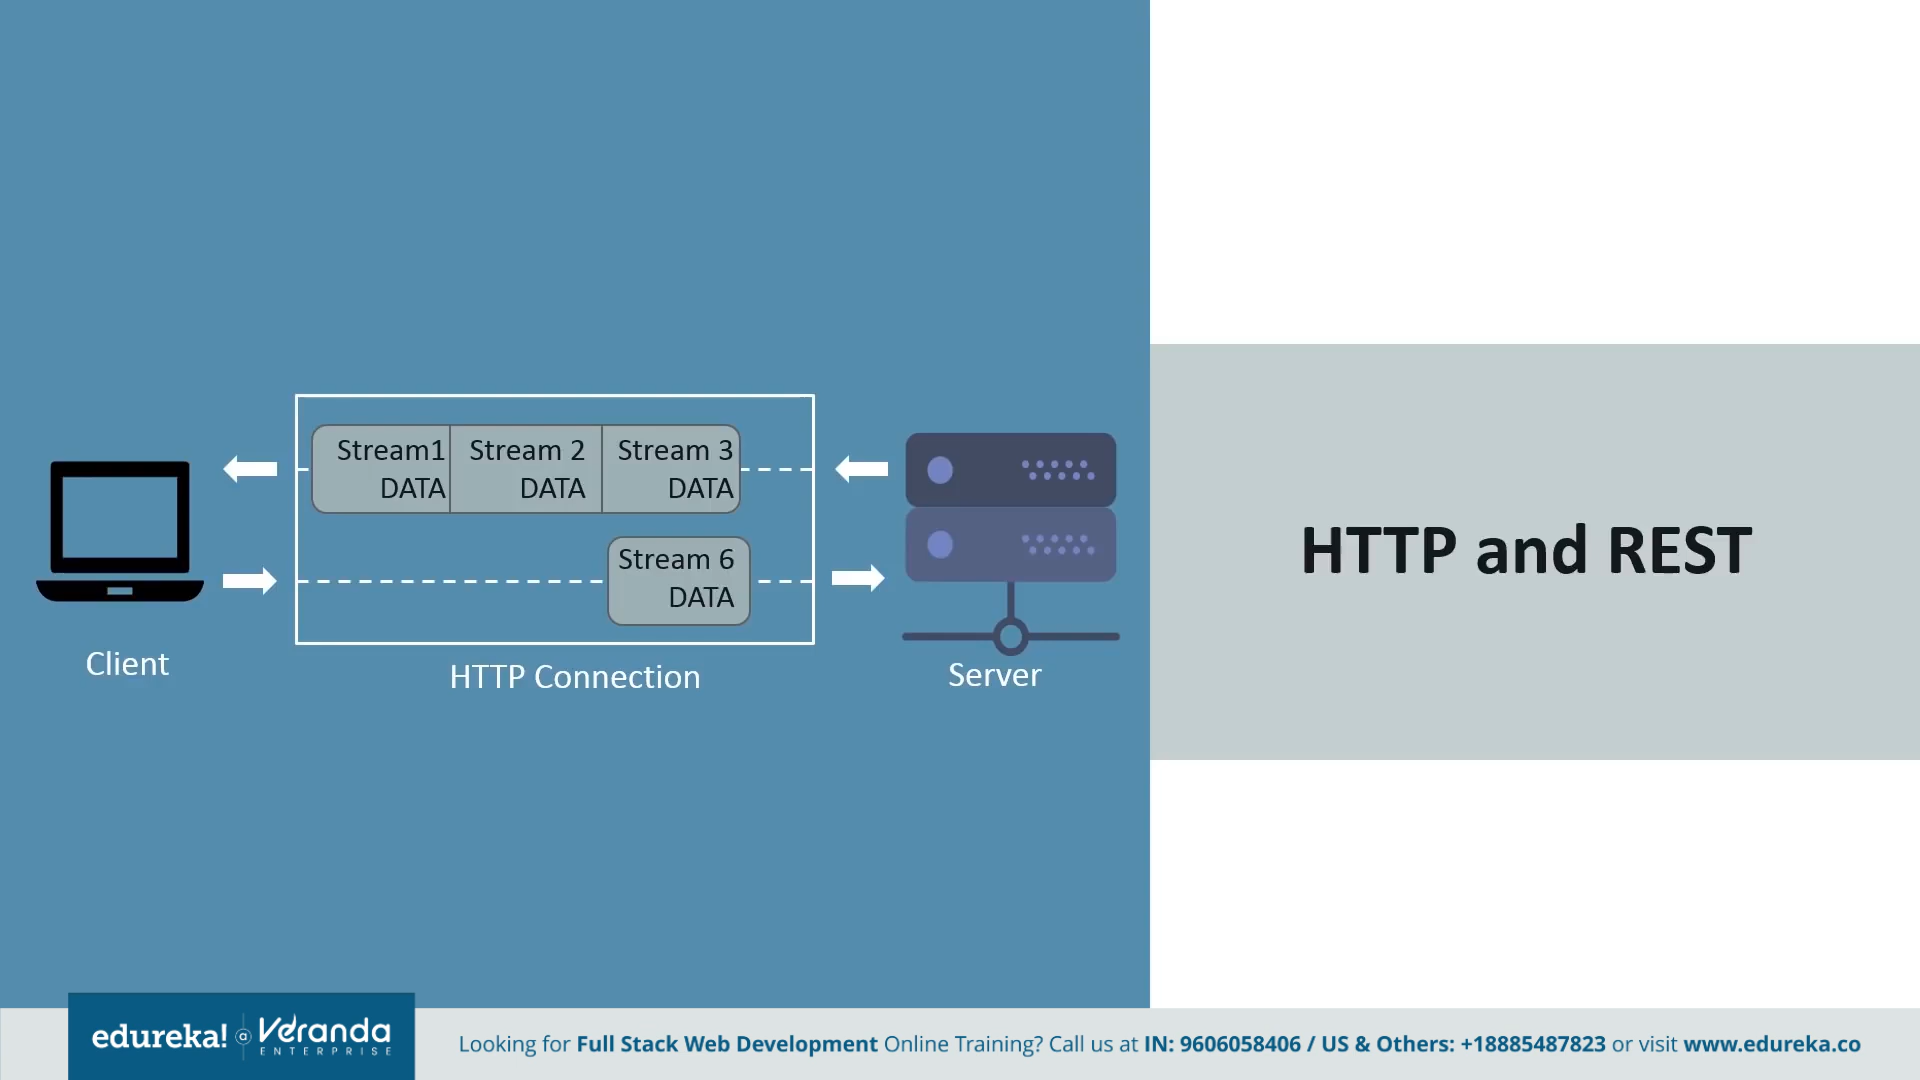 Stream1 Stream 2 Stream 3
DATA DATA DATA
Stream 6
DATA
Client
HTTP Connection
Server
HTTP and REST
edureka! a Veranda
ENTERPRISE
Looking for Full Stack Web Development Online Training? Call us at IN: 9606058406 / US & Others: +18885487823 or visit www.edureka.co